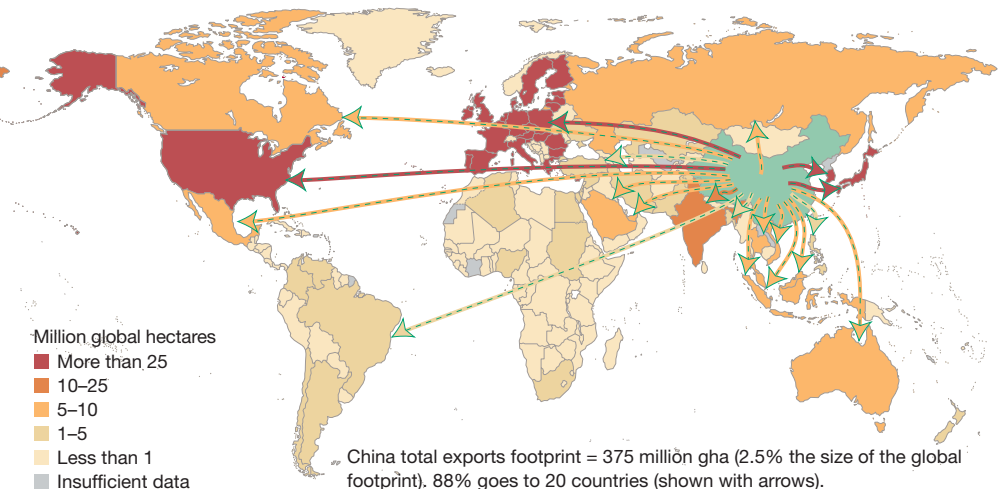 Million global hectares
More than 25
10–25
5–10
1–5
Less than 1
Insufficient data
China total exports footprint = 375 million gha (2.5% the size of the global
footprint). 88% goes to 20 countries (shown with arrows).